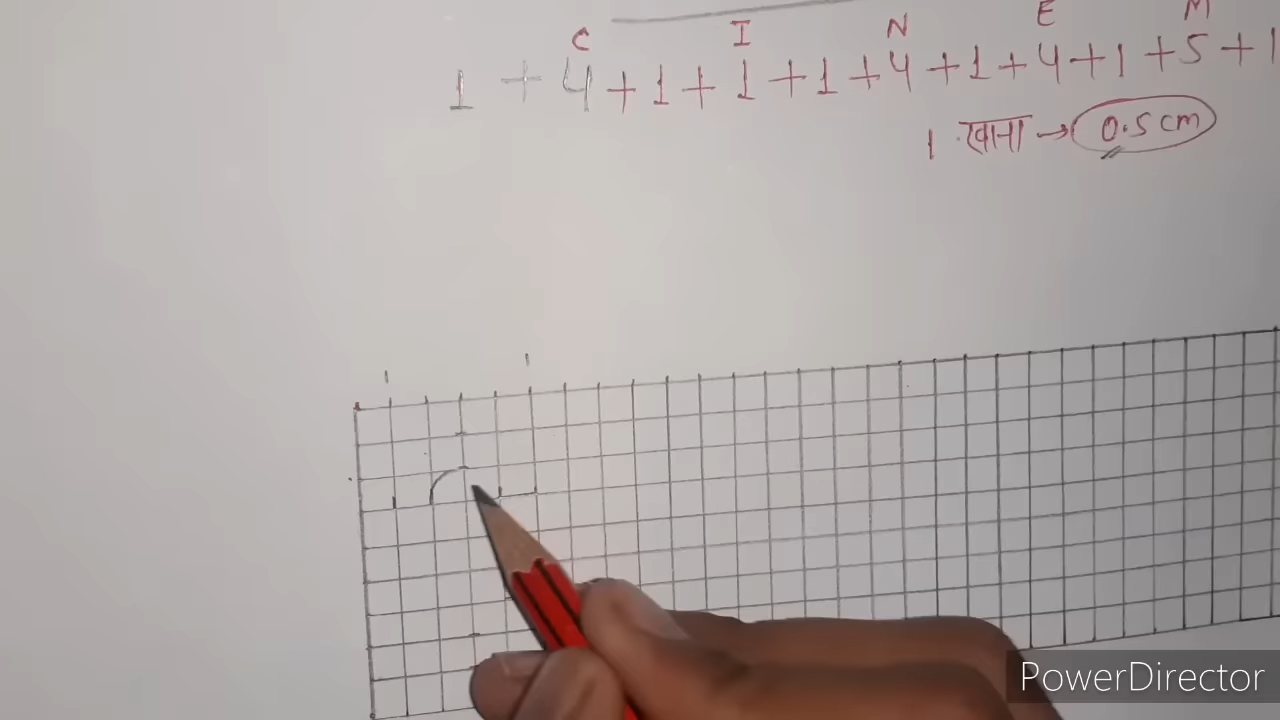 C I N E M
1 + 4 + 1 + 1 + 1 + 4 + 1 + 4 + 1 + 5 + 1
1 खाना → 0.5 cm
PowerDirector